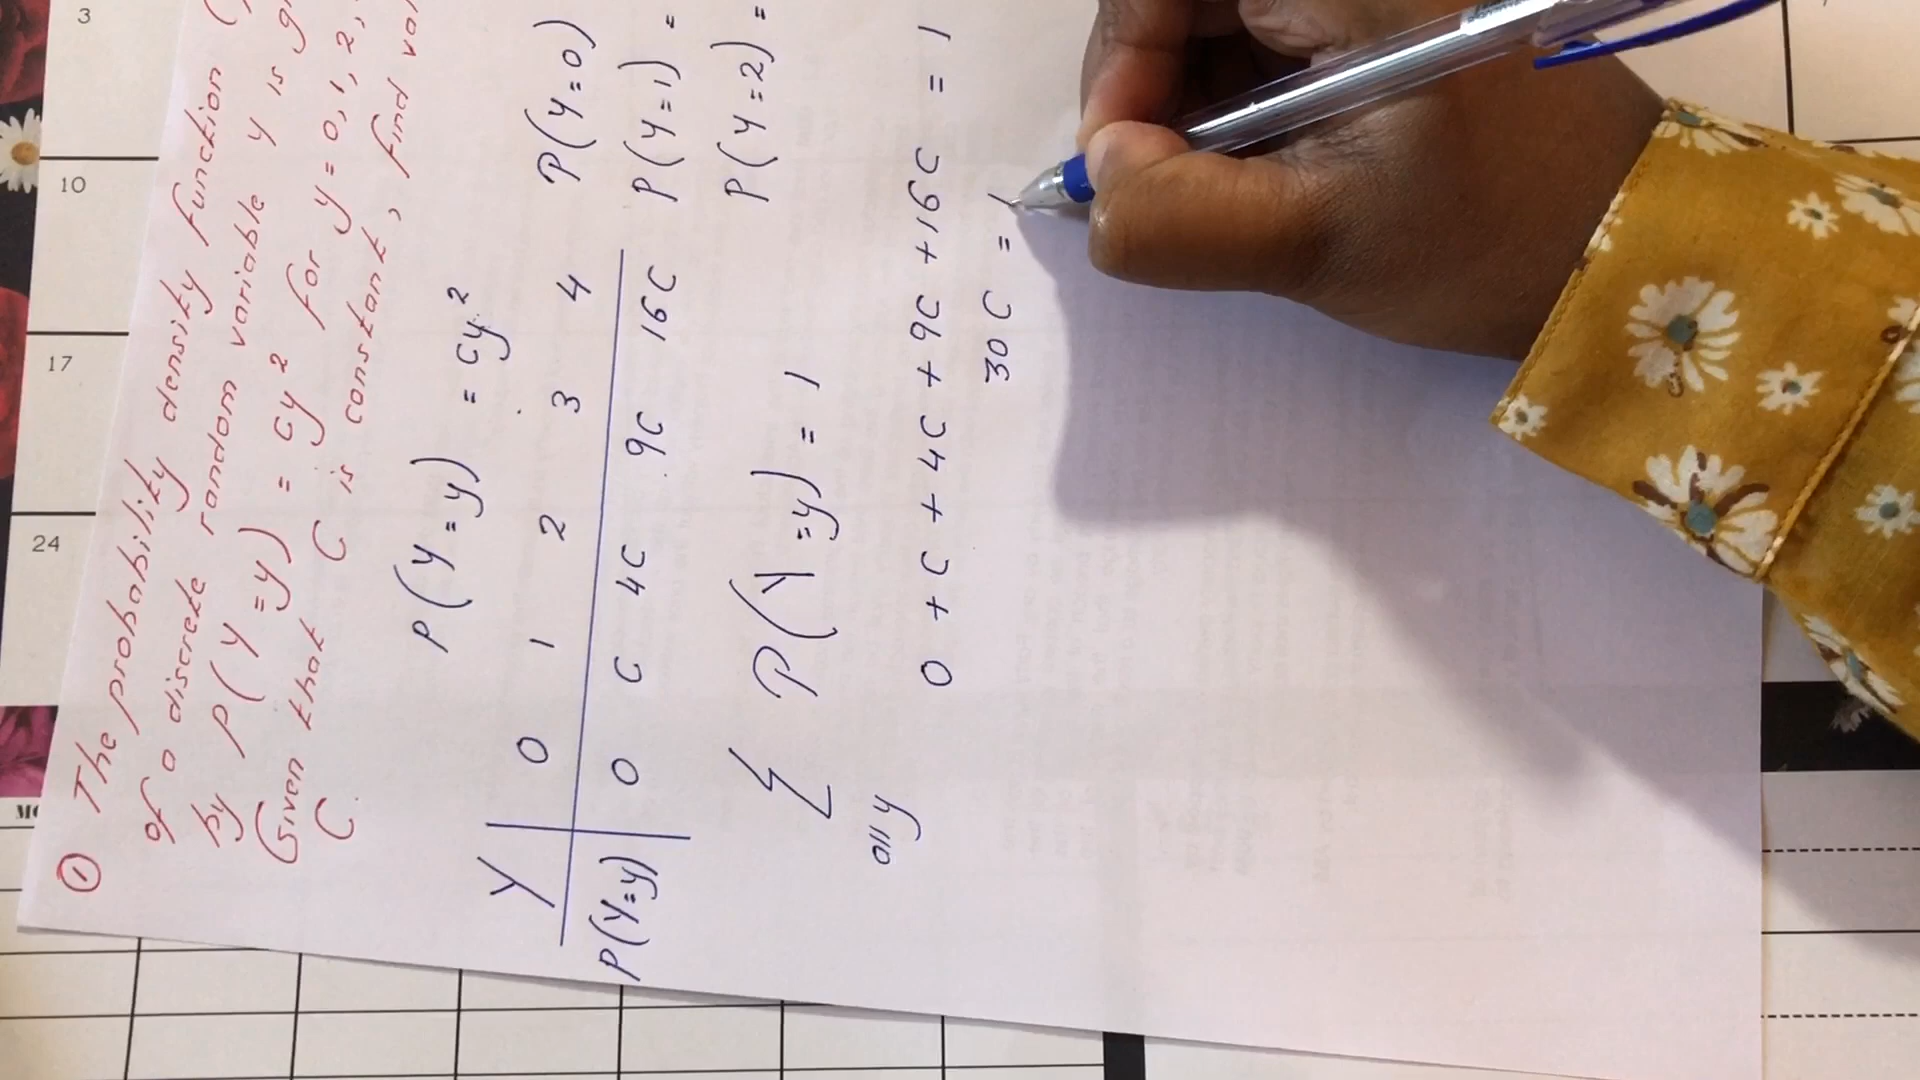 ① The probability density function (
of a discrete random variable Y is g
by P(Y=y) = cy² for y = 0, 1, 2,
Given that C is constant, find val
C.
P(Y=y) = cy²
Y 0 1 2 3 4
P(Y=y) 0 C 4C 9C 16C
P(Y=0)
P(Y=1) =
P(Y=2) =
Σ P(Y=y) = 1
all y
0 + C + 4C + 9C + 16C = 1
30C = 1
3
10
17
24